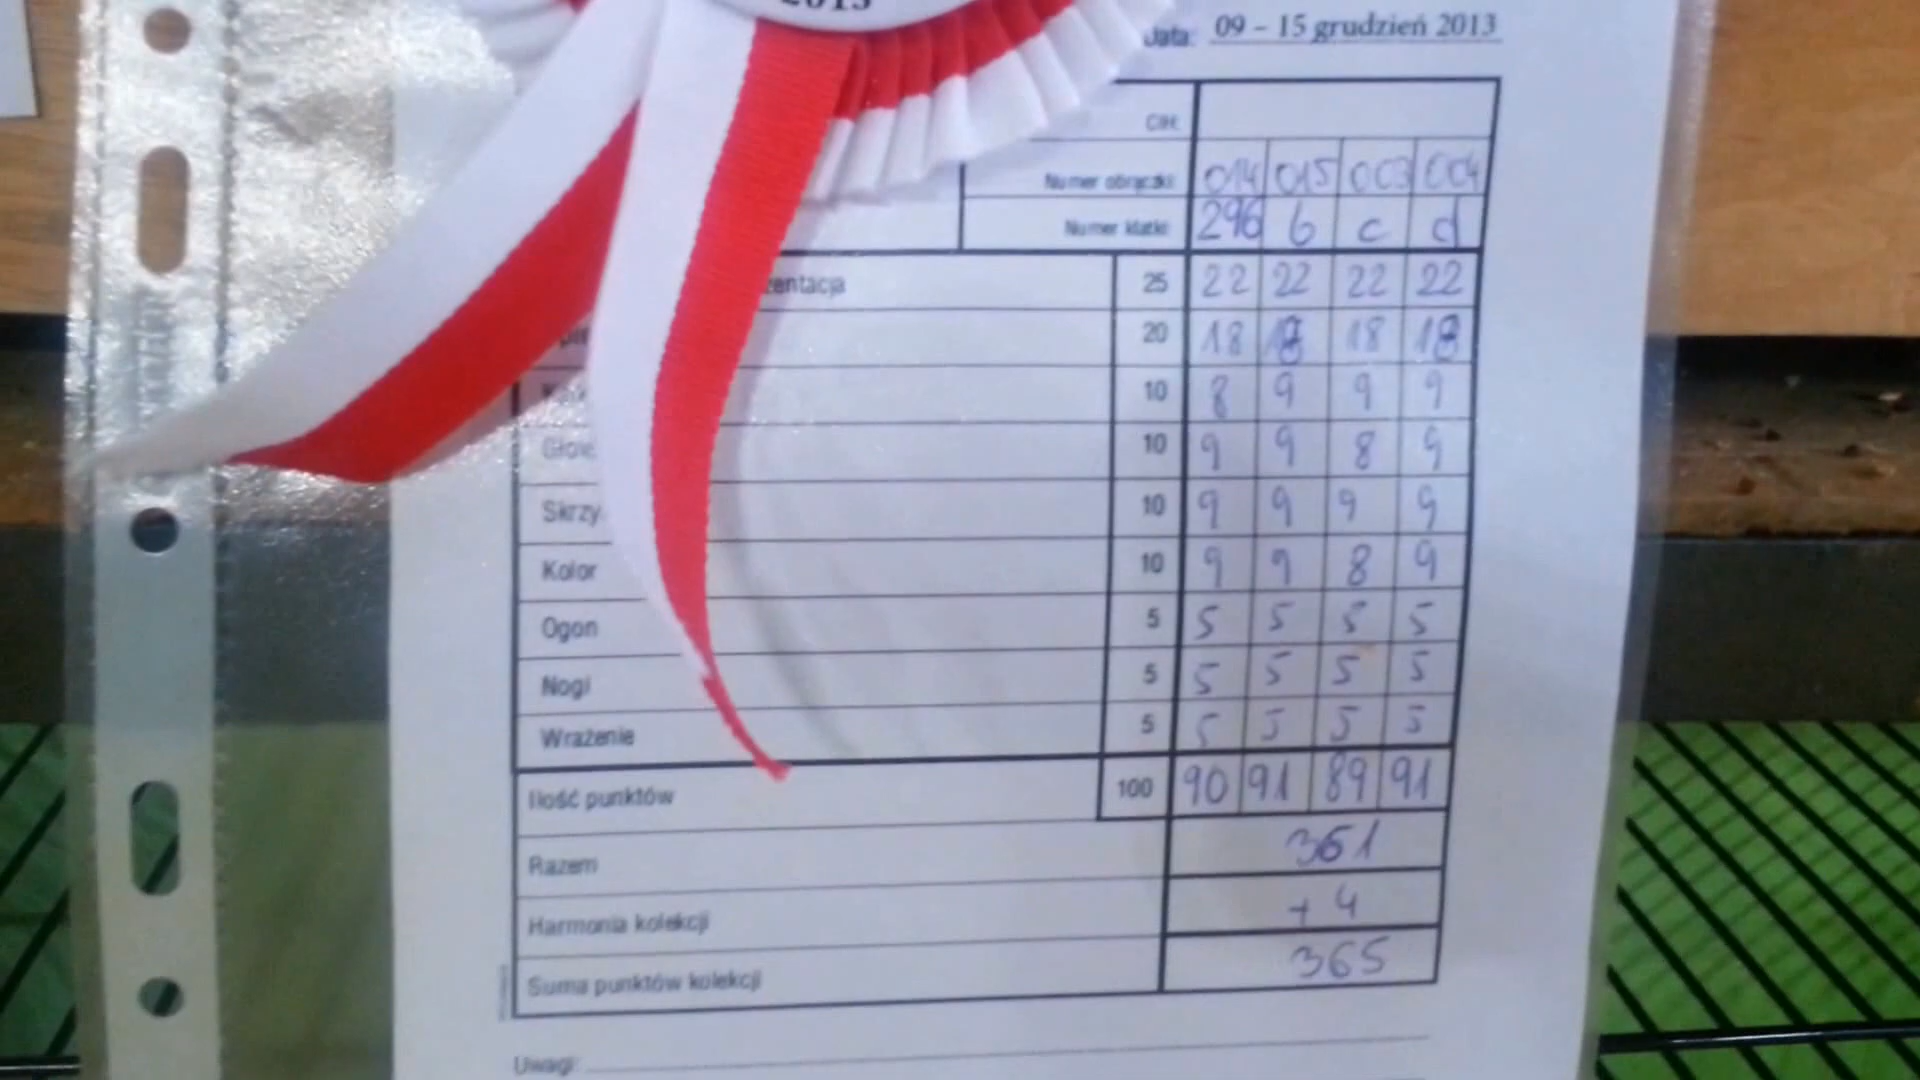 2013
Data: 09 – 15 grudzień 2013
CIH:
Numer obrączki 014 015 003 004
Numer klatki 296 b c d
25 22 22 22 22
20 18 18 18 18
10 8 9 9 9
10 9 9 8 9
10 9 9 9 9
Kolor 10 9 9 8 9
Ogon 5 5 5 5 5
Nogi 5 5 5 5 5
Wrażenie 5 5 5 5 5
Ilość punktów 100 90 91 89 91
Razem 361
Harmonia kolekcji + 4
Suma punktów kolekcji 365
Uwagi: